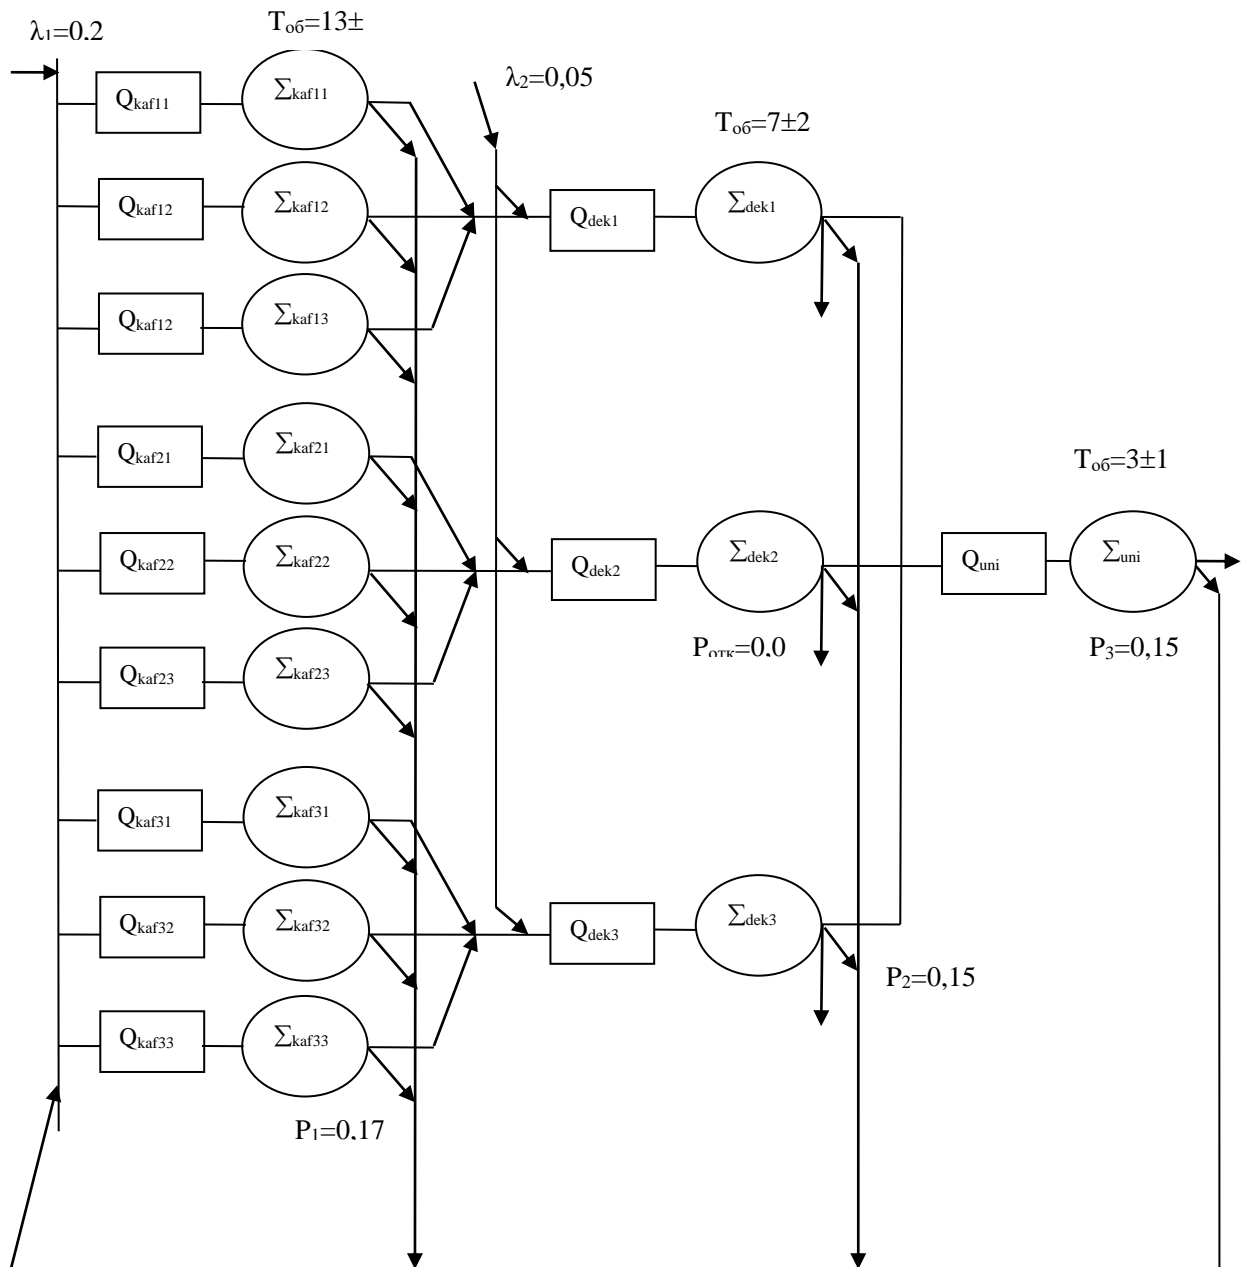 λ₁=0,2
Tоб=13±
λ₂=0,05
Qkaf11
Σkaf11
Tоб=7±2
Qkaf12
Σkaf12
Qdek1
Σdek1
Qkaf12
Σkaf13
Qkaf21
Σkaf21
Tоб=3±1
Qkaf22
Σkaf22
Qdek2
Σdek2
Quni
Σuni
Pотк=0,0
P₃=0,15
Qkaf23
Σkaf23
Qkaf31
Σkaf31
Qkaf32
Σkaf32
Qdek3
Σdek3
P₂=0,15
Qkaf33
Σkaf33
P₁=0,17